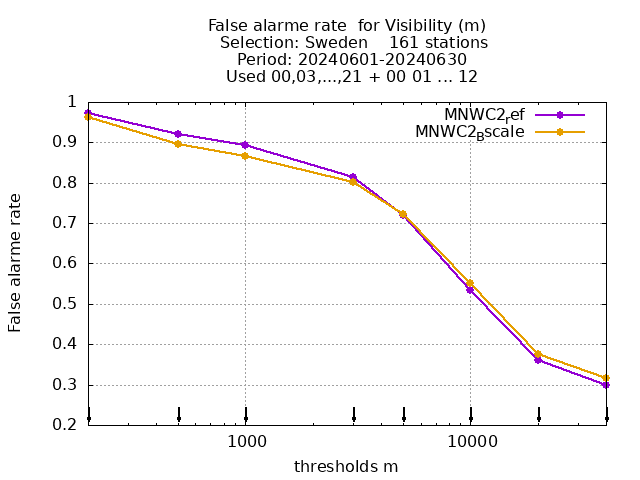 False alarme rate  for Visibility (m)
Selection: Sweden    161 stations
Period: 20240601-20240630
Used 00,03,...,21 + 00 01 ... 12
MNWC2_ref
MNWC2_Bscale
False alarme rate
1
0.9
0.8
0.7
0.6
0.5
0.4
0.3
0.2
1000 10000
thresholds m